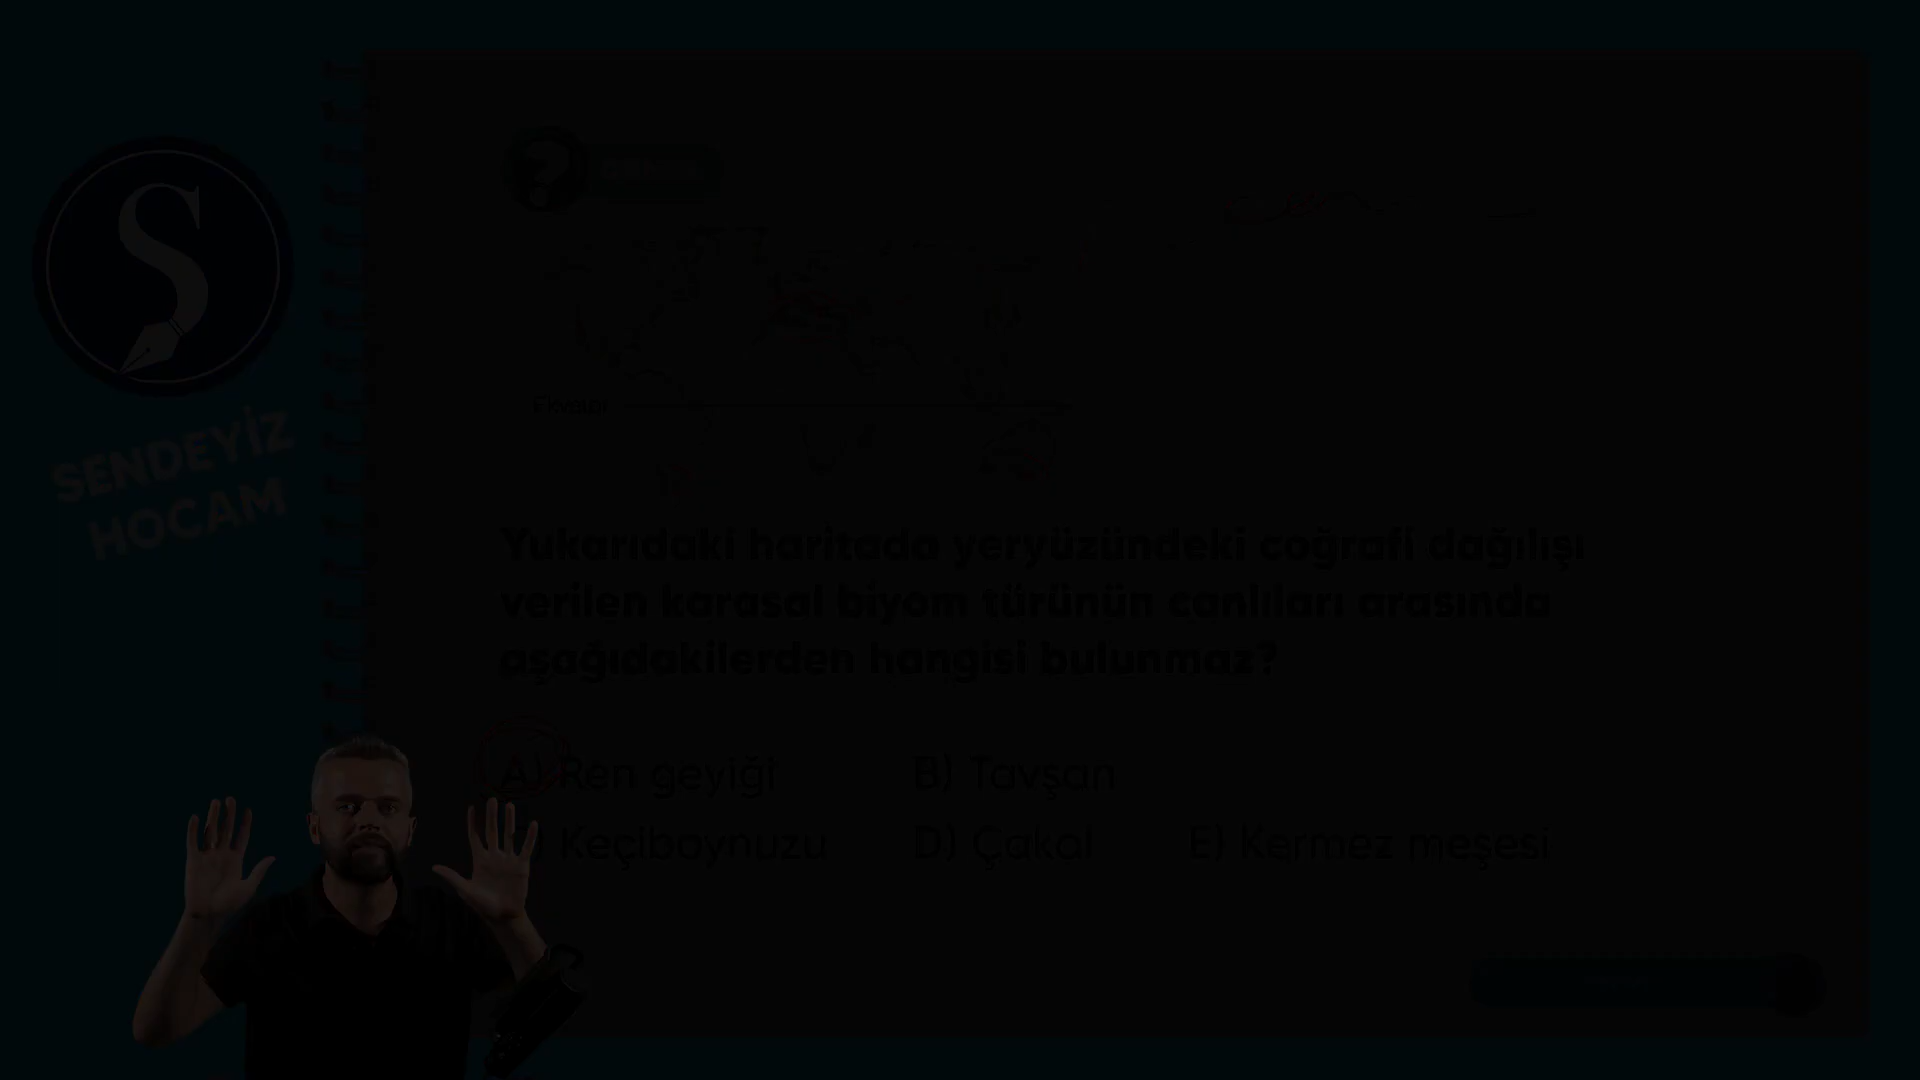 S
SENDEYİZ
HOCAM
Ekvator
Yukarıdaki haritada yeryüzündeki coğrafi dağılışı
verilen karasal biyom türünün canlıları arasında
aşağıdakilerden hangisi bulunmaz?
A) Ren geyiği B) Tavşan
) Keçiboynuzu D) Çakal E) Kermez meşesi